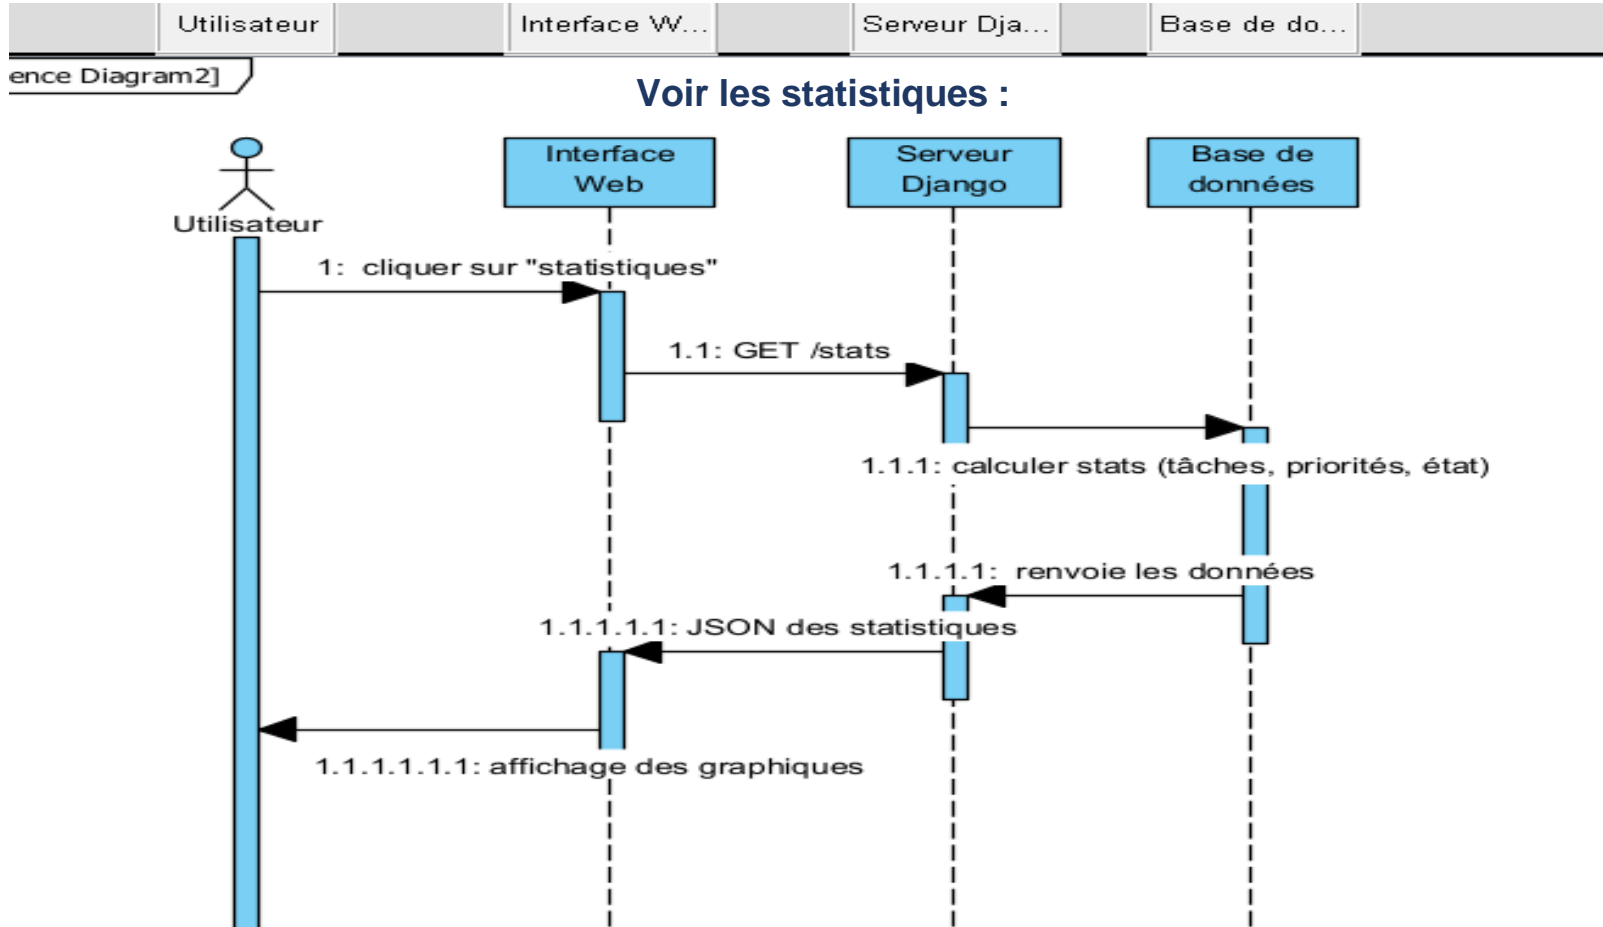 Utilisateur
Interface W...
Serveur Dja...
Base de do...
ence Diagram2]
Voir les statistiques :
Interface
Web
Serveur
Django
Base de
données
Utilisateur
1: cliquer sur "statistiques"
1.1: GET /stats
1.1.1: calculer stats (tâches, priorités, état)
1.1.1.1: renvoie les données
1.1.1.1.1: JSON des statistiques
1.1.1.1.1.1: affichage des graphiques